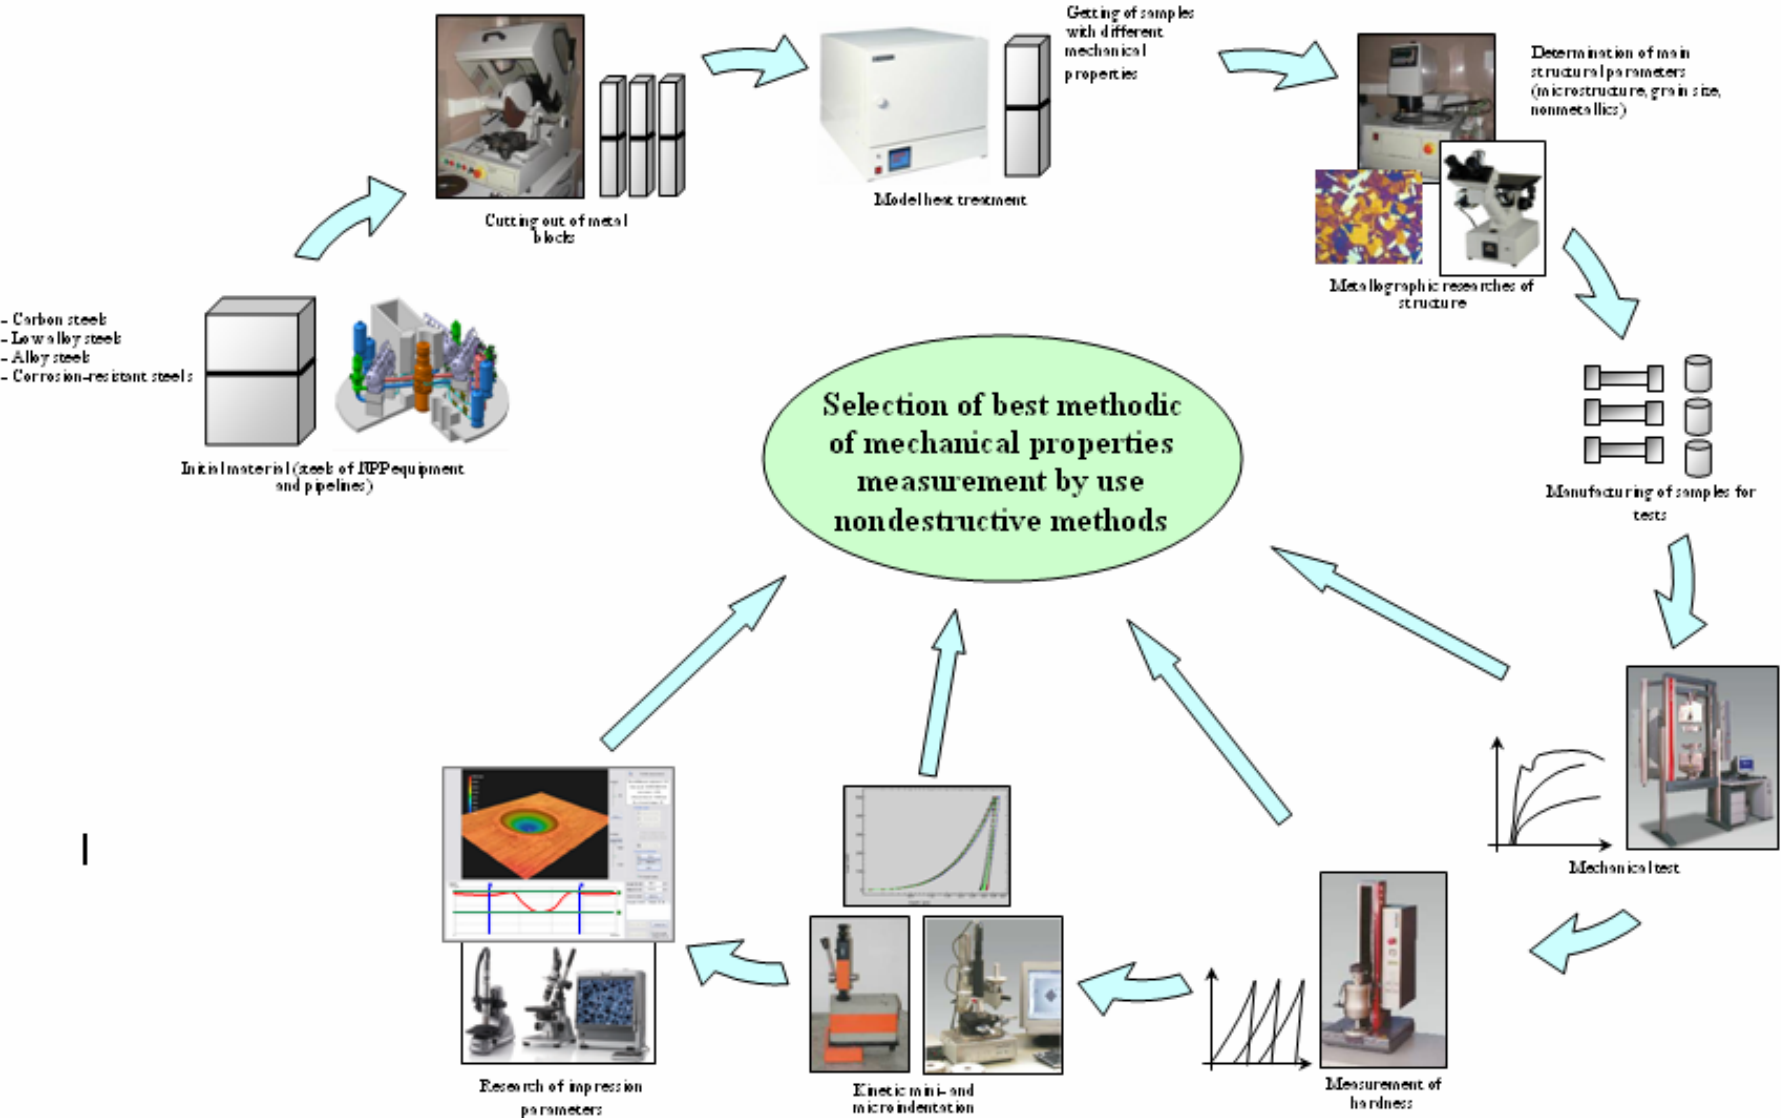 Cutting out of metal
blocks
Model heat treatment
Getting of samples
with different
mechanical
properties
Determination of main
structural parameters
(microstructure, grain size,
nonmetallics)
Metallographic researches of
structure
- Carbon steels
- Low alloy steels
- Alloy steels
- Corrosion-resistant steels
Initial material (steels of NPP equipment
and pipelines)
Selection of best methodic
of mechanical properties
measurement by use
nondestructive methods
Manufacturing of samples for
tests
Mechanical test
Measurement of
hardness
Kinetic mini- and
microindentation
Research of impression
parameters